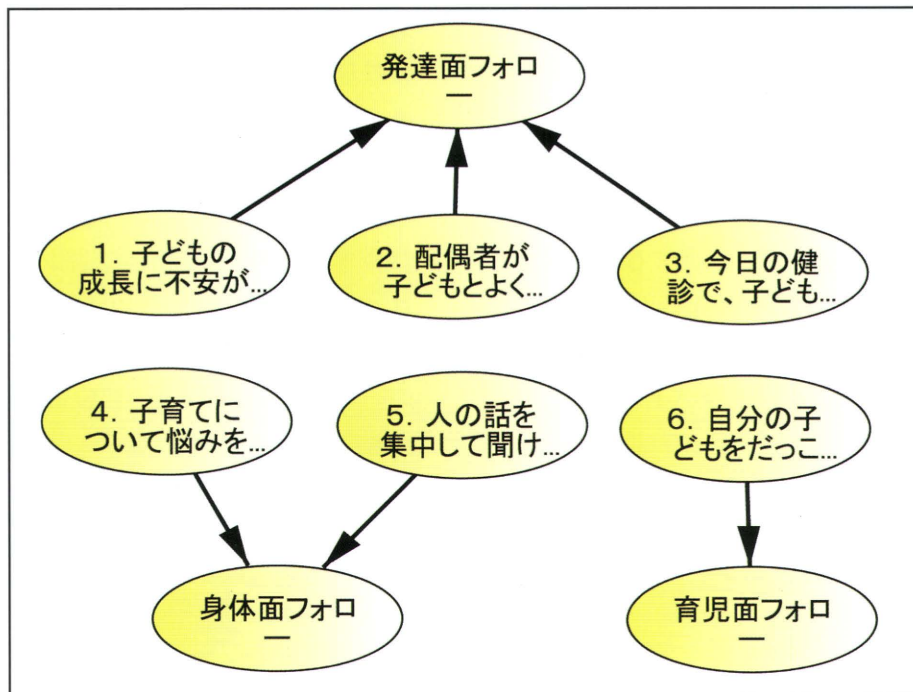 発達面フォロ
ー
1. 子どもの
成長に不安が...
2. 配偶者が
子どもとよく...
3. 今日の健
診で、子ども...
4. 子育てに
ついて悩みを...
5. 人の話を
集中して聞け...
6. 自分の子
どもをだっこ...
身体面フォロ
ー
育児面フォロ
ー